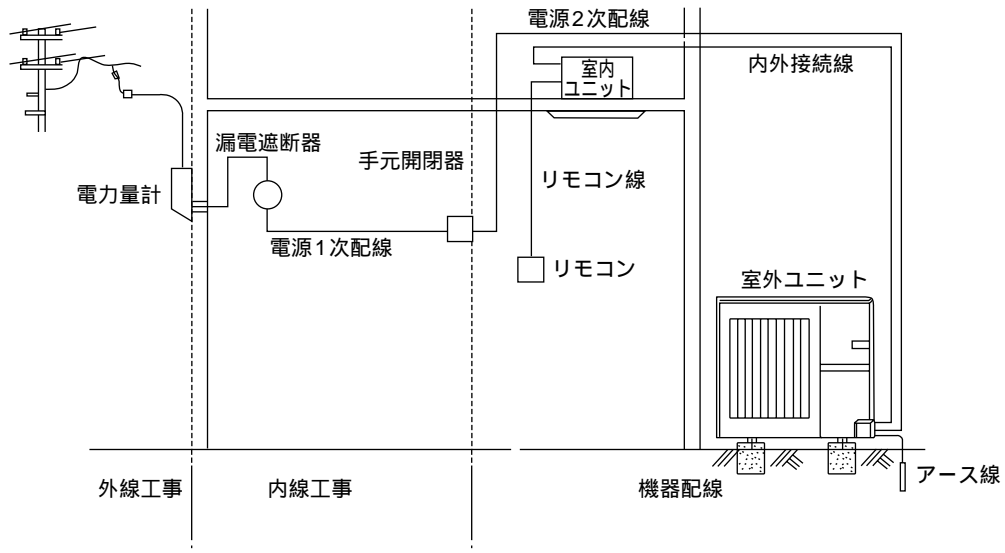 電源2次配線
内外接続線
室内
ユニット
漏電遮断器
手元開閉器
リモコン線
電力量計
電源1次配線
リモコン
室外ユニット
アース線
外線工事
内線工事
機器配線